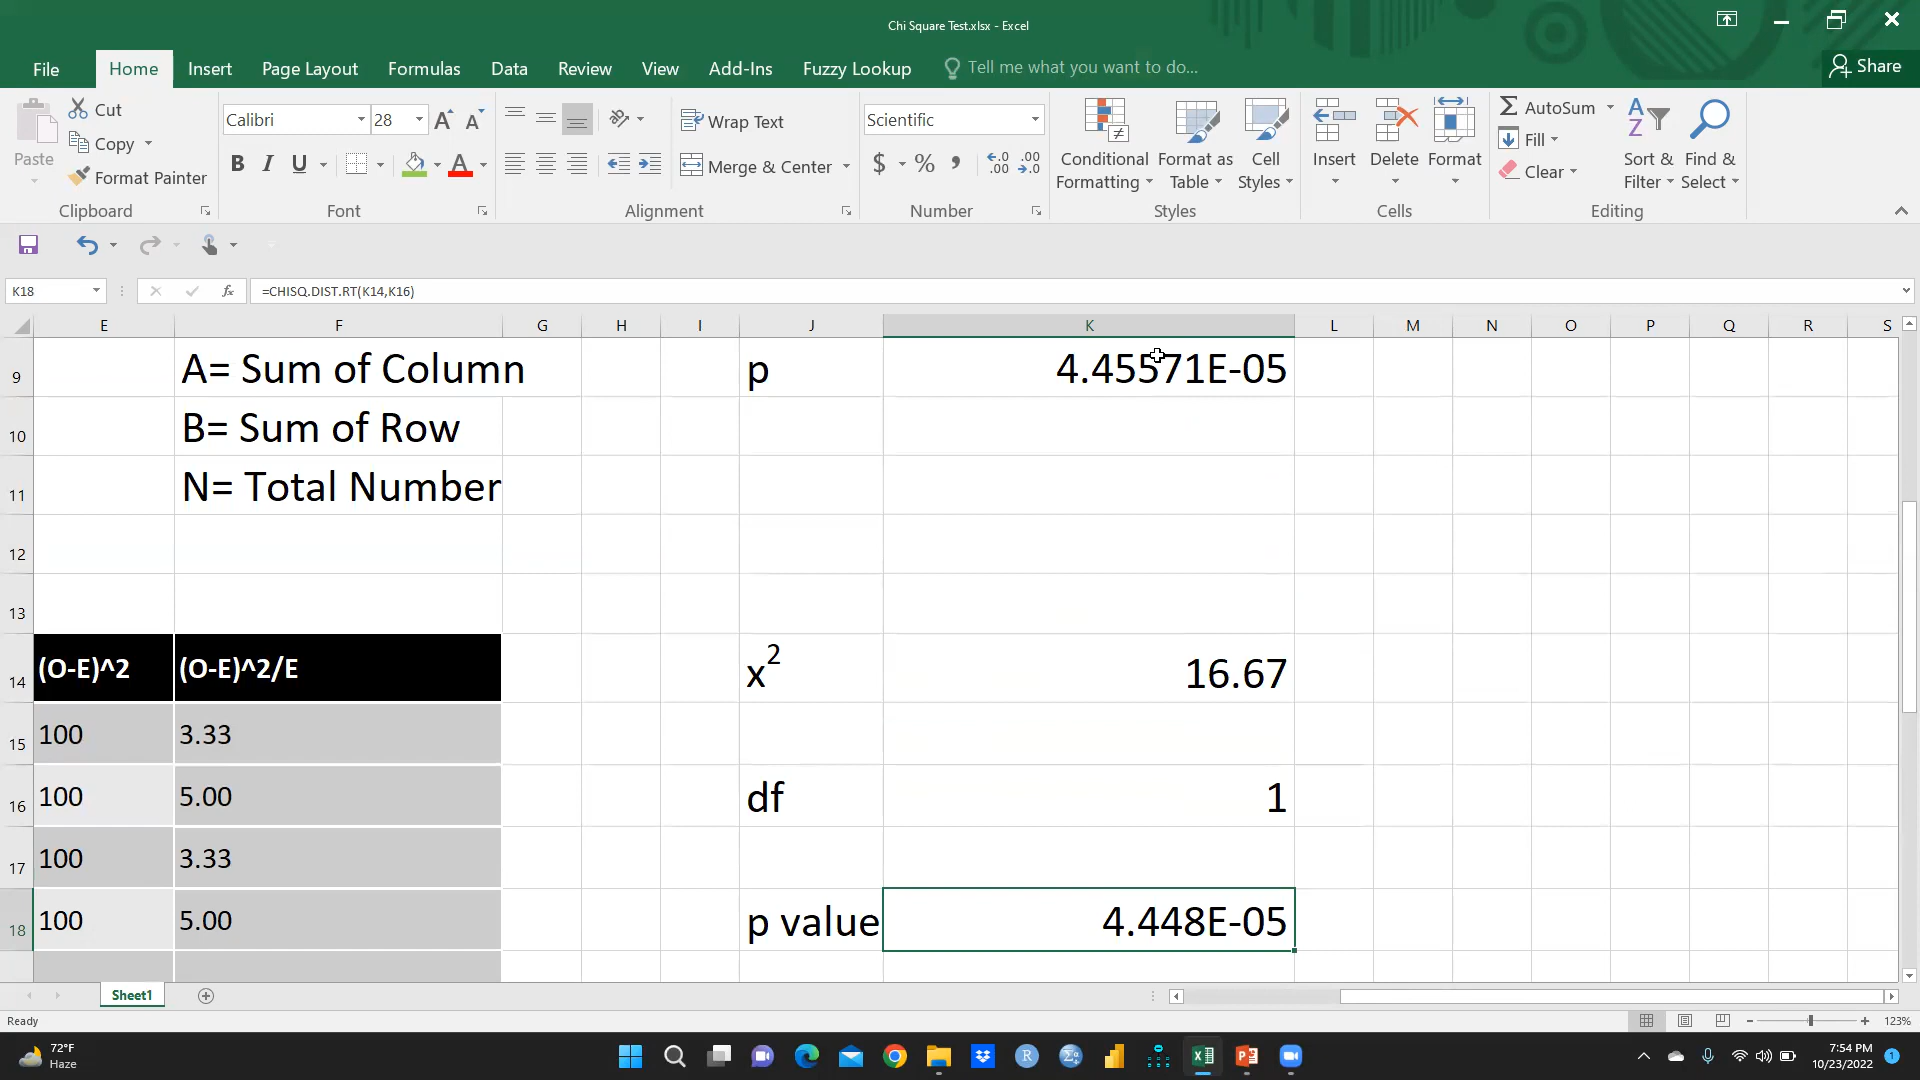 Chi Square Test.xlsx - Excel
File Home Insert Page Layout Formulas Data Review View Add-Ins Fuzzy Lookup Tell me what you want to do... Share
Paste Cut Copy Format Painter Clipboard
Calibri 28 A A B I U A Font
Wrap Text Merge & Center Alignment
Scientific $ % , Number
Conditional Formatting Format as Table Cell Styles Styles
Insert Delete Format Cells
AutoSum Fill Clear Sort & Filter Find & Select Editing
K18 fx =CHISQ.DIST.RT(K14,K16)
E F G H I J K L M N O P Q R S
9 A= Sum of Column p 4.45571E-05
10 B= Sum of Row
11 N= Total Number
12
13
14 (O-E)^2 (O-E)^2/E x2 16.67
15 100 3.33
16 100 5.00 df 1
17 100 3.33
18 100 5.00 p value 4.448E-05
Sheet1
Ready 123%
72°F
Haze
7:54 PM
10/23/2022
1